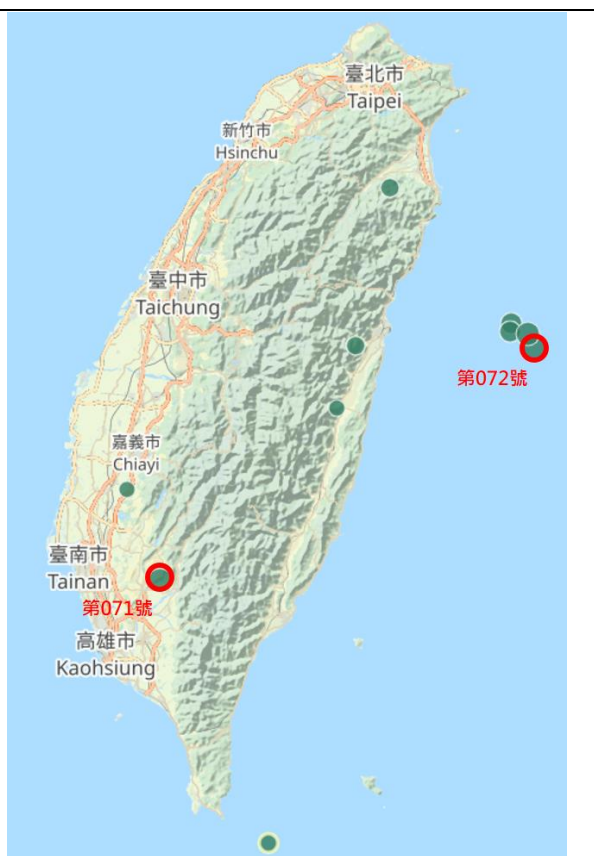 臺北市
Taipei
新竹市
Hsinchu
臺中市
Taichung
第072號
嘉義市
Chiayi
臺南市
Tainan
第071號
高雄市
Kaohsiung